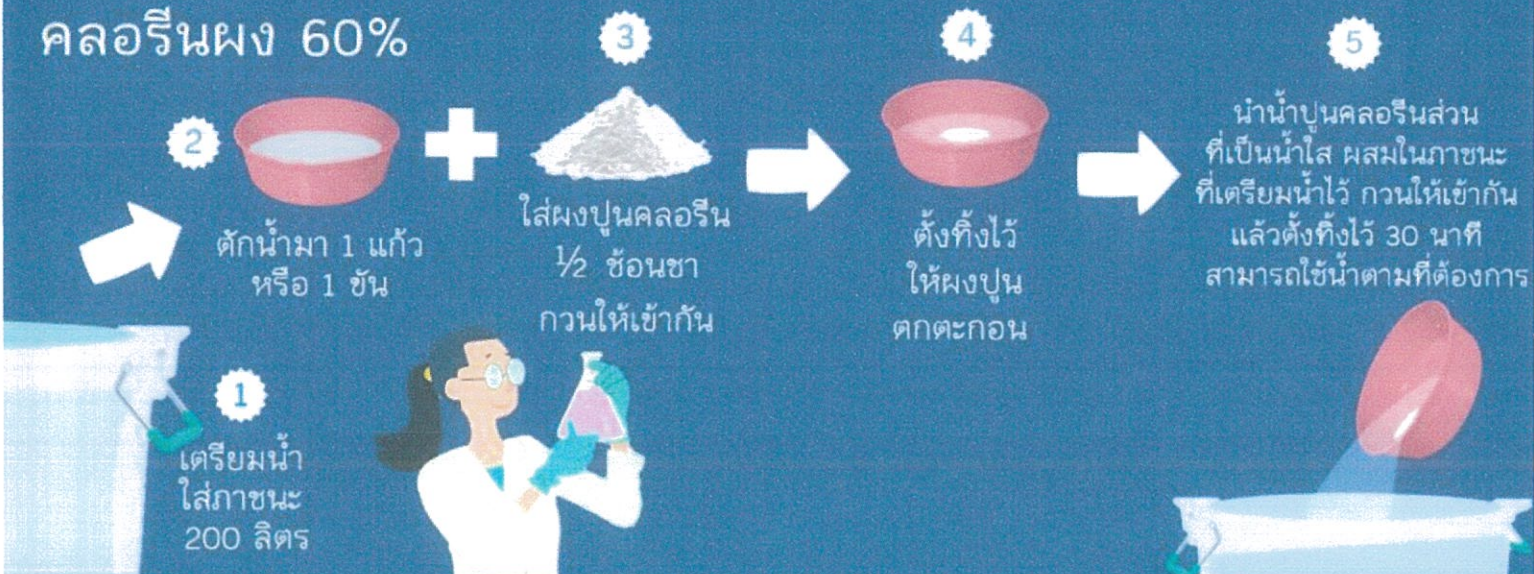 คลอรีนผง 60%
1
เตรียมน้ำ
ใส่ภาชนะ
200 ลิตร
2
ตักน้ำมา 1 แก้ว
หรือ 1 ขัน
3
ใส่ผงปูนคลอรีน
½ ช้อนชา
กวนให้เข้ากัน
4
ตั้งทิ้งไว้
ให้ผงปูน
ตกตะกอน
5
นำน้ำปูนคลอรีนส่วน
ที่เป็นน้ำใส ผสมในภาชนะ
ที่เตรียมน้ำไว้ กวนให้เข้ากัน
แล้วตั้งทิ้งไว้ 30 นาที
สามารถใช้น้ำตามที่ต้องการ